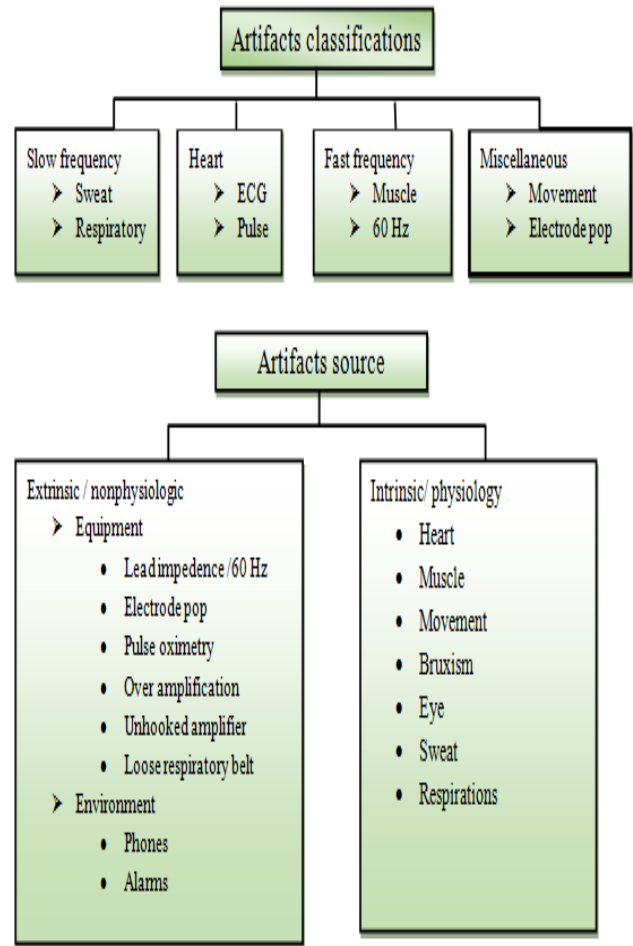 Artifacts classifications
Slow frequency
Sweat
Respiratory
Heart
ECG
Pulse
Fast frequency
Muscle
60 Hz
Miscellaneous
Movement
Electrode pop
Artifacts source
Extrinsic / nonphysiologic
Equipment
Lead impedence /60 Hz
Electrode pop
Pulse oximetry
Over amplification
Unhooked amplifier
Loose respiratory belt
Environment
Phones
Alarms
Intrinsic/ physiology
Heart
Muscle
Movement
Bruxism
Eye
Sweat
Respirations